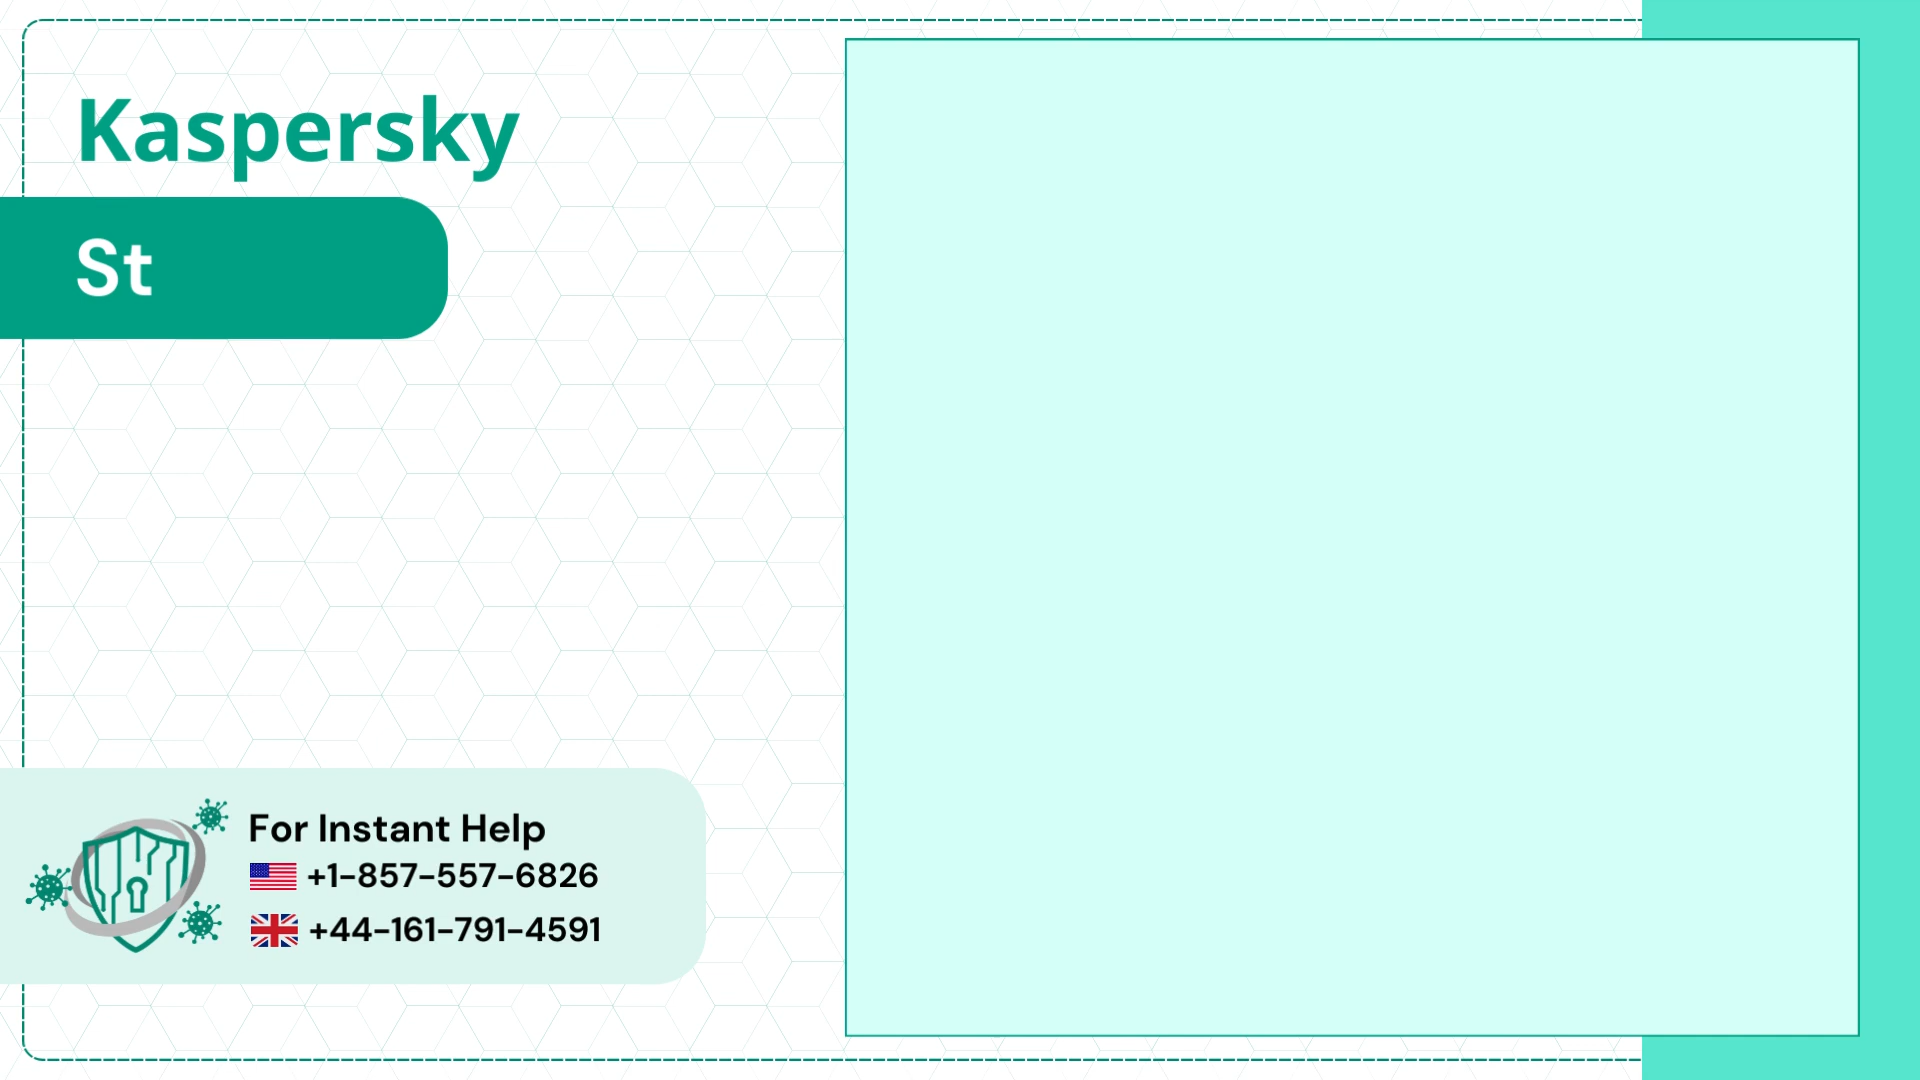 Kaspersky
St
For Instant Help
+1-857-557-6826
+44-161-791-4591